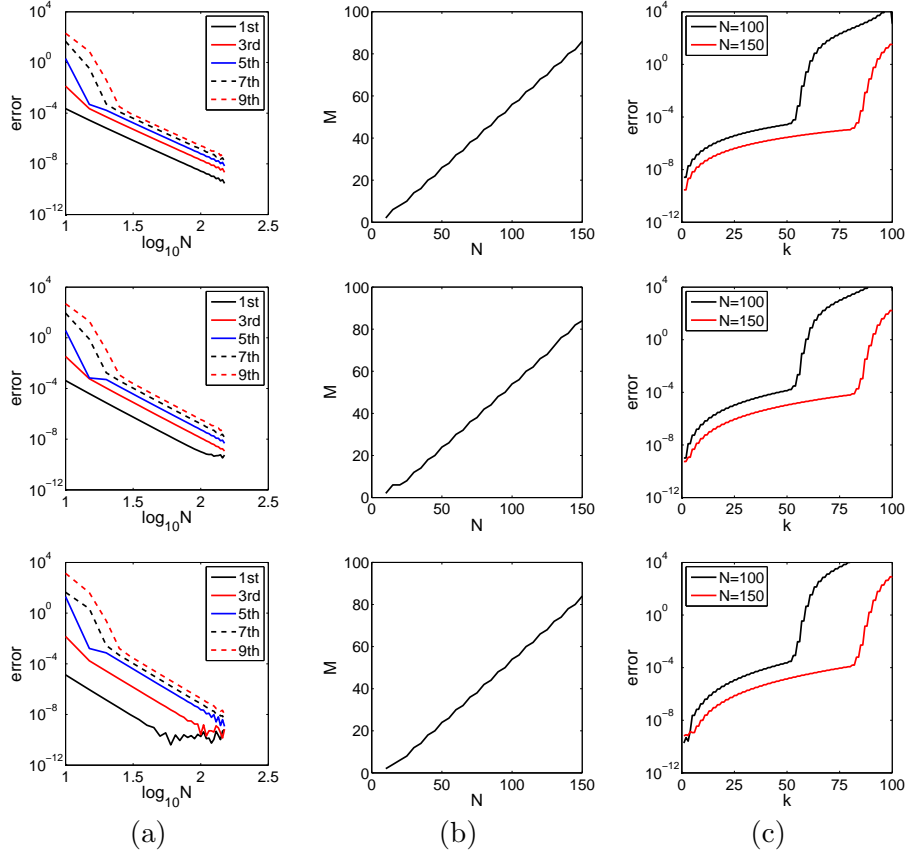 10^4
10^0
10^-4
10^-8
10^-12
error
1 1.5 2 2.5
log10N
1st
3rd
5th
7th
9th
100
80
60
40
20
0
M
0 50 100 150
N
10^4
10^0
10^-4
10^-8
10^-12
error
0 25 50 75 100
k
N=100
N=150
10^4
10^0
10^-4
10^-8
10^-12
error
1 1.5 2 2.5
log10N
1st
3rd
5th
7th
9th
100
80
60
40
20
0
M
0 50 100 150
N
10^4
10^0
10^-4
10^-8
10^-12
error
0 25 50 75 100
k
N=100
N=150
10^4
10^0
10^-4
10^-8
10^-12
error
1 1.5 2 2.5
log10N
1st
3rd
5th
7th
9th
100
80
60
40
20
0
M
0 50 100 150
N
10^4
10^0
10^-4
10^-8
10^-12
error
0 25 50 75 100
k
N=100
N=150
(a) (b) (c)